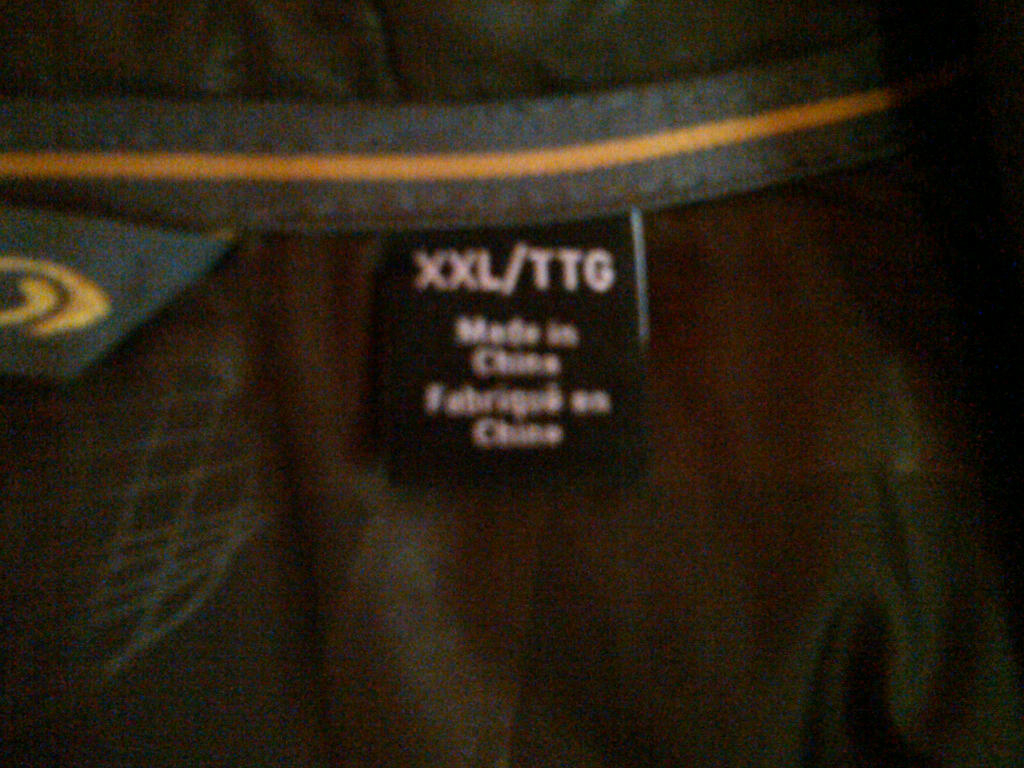 XXL/TTG
Made in
China
Fabriqué en
Chine